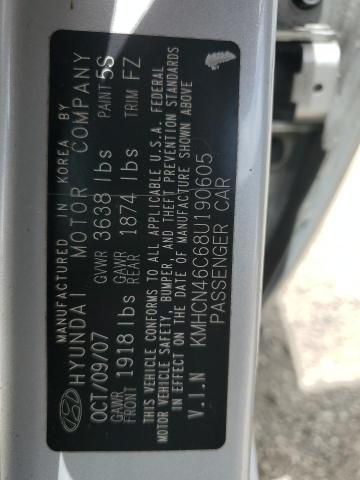 MANUFACTURED IN KOREA BY
HYUNDAI MOTOR COMPANY
OCT/09/07 GVWR 3638 lbs PAINT 5S
GAWR FRONT 1918 lbs GAWR REAR 1874 lbs TRIM FZ
THIS VEHICLE CONFORMS TO ALL APPLICABLE U.S.A. FEDERAL
MOTOR VEHICLE SAFETY, BUMPER, AND THEFT PREVENTION STANDARDS
IN EFFECT ON THE DATE OF MANUFACTURE SHOWN ABOVE
V.I.N KMHCN46C68U190605
PASSENGER CAR